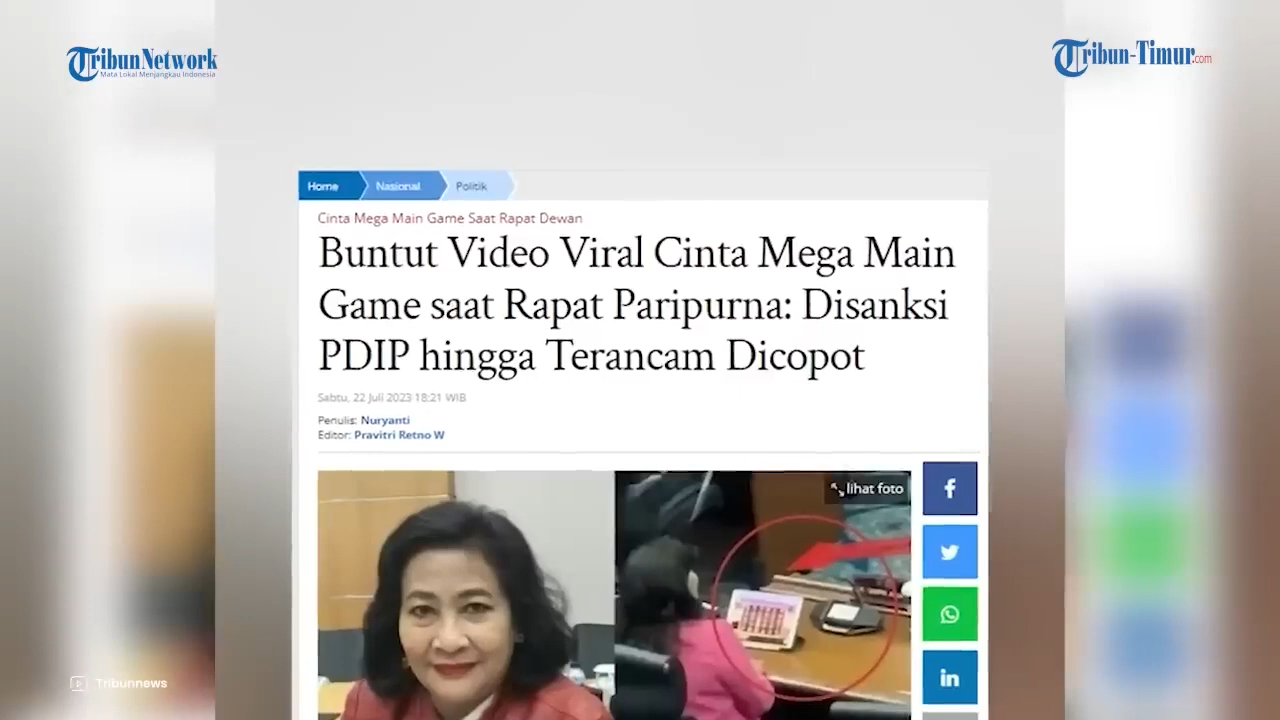 TribunNetwork
Mata Lokal Menjangkau Indonesia
Tribun-Timur.com
Home
Nasional
Politik
Cinta Mega Main Game Saat Rapat Dewan
Buntut Video Viral Cinta Mega Main
Game saat Rapat Paripurna: Disanksi
PDIP hingga Terancam Dicopot
Sabtu, 22 Juli 2023 18:21 WIB
Penulis: Nuryanti
Editor: Pravitri Retno W
lihat foto
Tribunnews